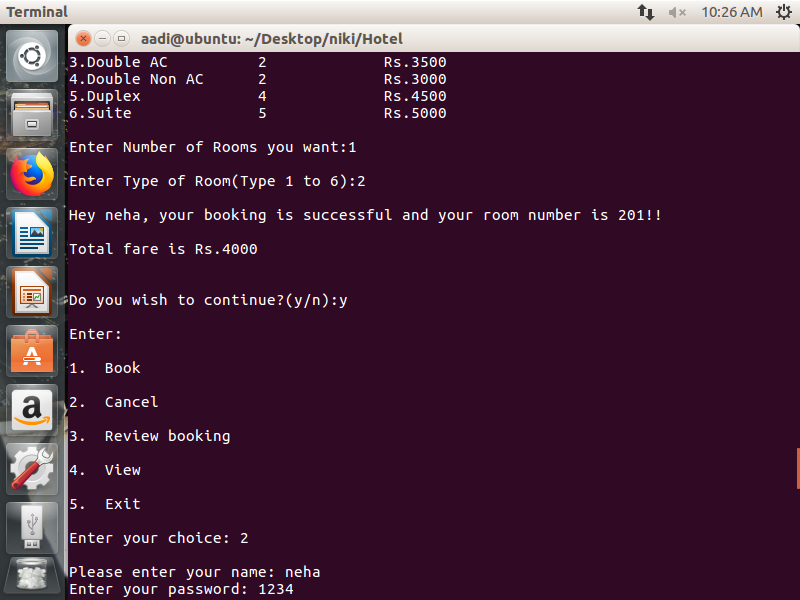 Terminal
10:26 AM
aadi@ubuntu: ~/Desktop/niki/Hotel
3.Double AC 2 Rs.3500
4.Double Non AC 2 Rs.3000
5.Duplex 4 Rs.4500
6.Suite 5 Rs.5000
Enter Number of Rooms you want:1
Enter Type of Room(Type 1 to 6):2
Hey neha, your booking is successful and your room number is 201!!
Total fare is Rs.4000
Do you wish to continue?(y/n):y
Enter:
1. Book
2. Cancel
3. Review booking
4. View
5. Exit
Enter your choice: 2
Please enter your name: neha
Enter your password: 1234